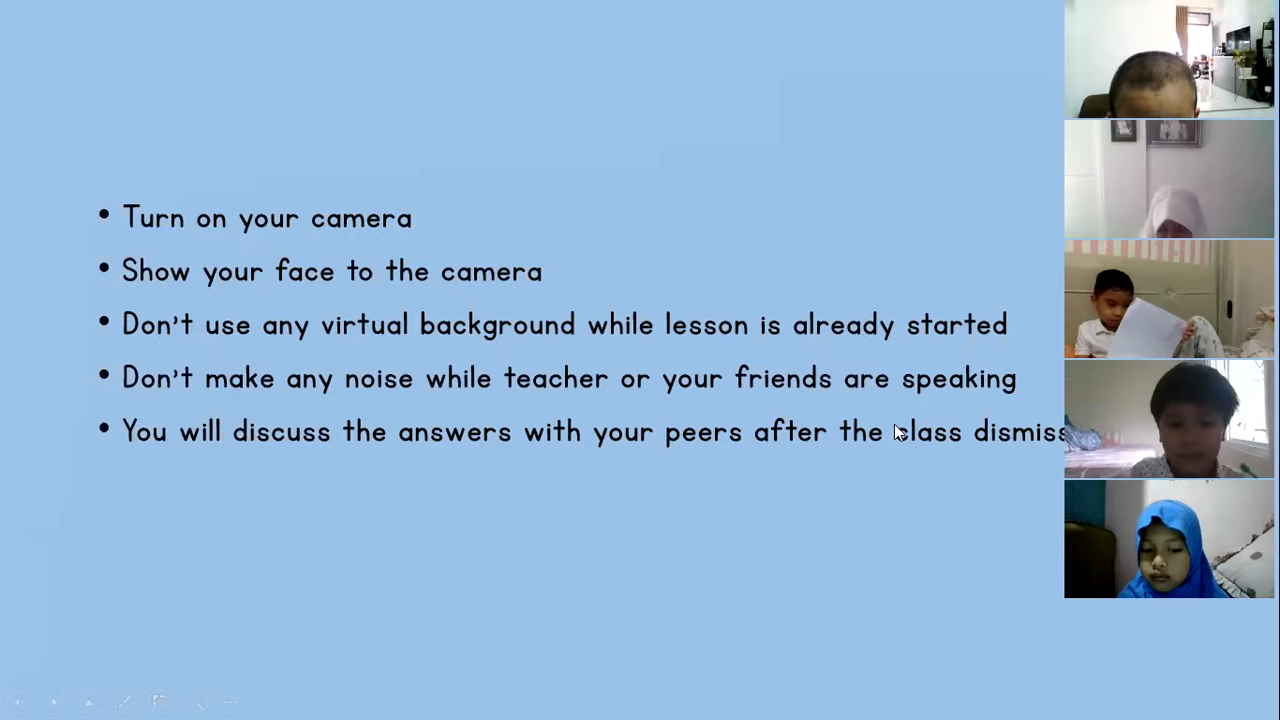 • Turn on your camera
• Show your face to the camera
• Don't use any virtual background while lesson is already started
• Don't make any noise while teacher or your friends are speaking
• You will discuss the answers with your peers after the class dismiss